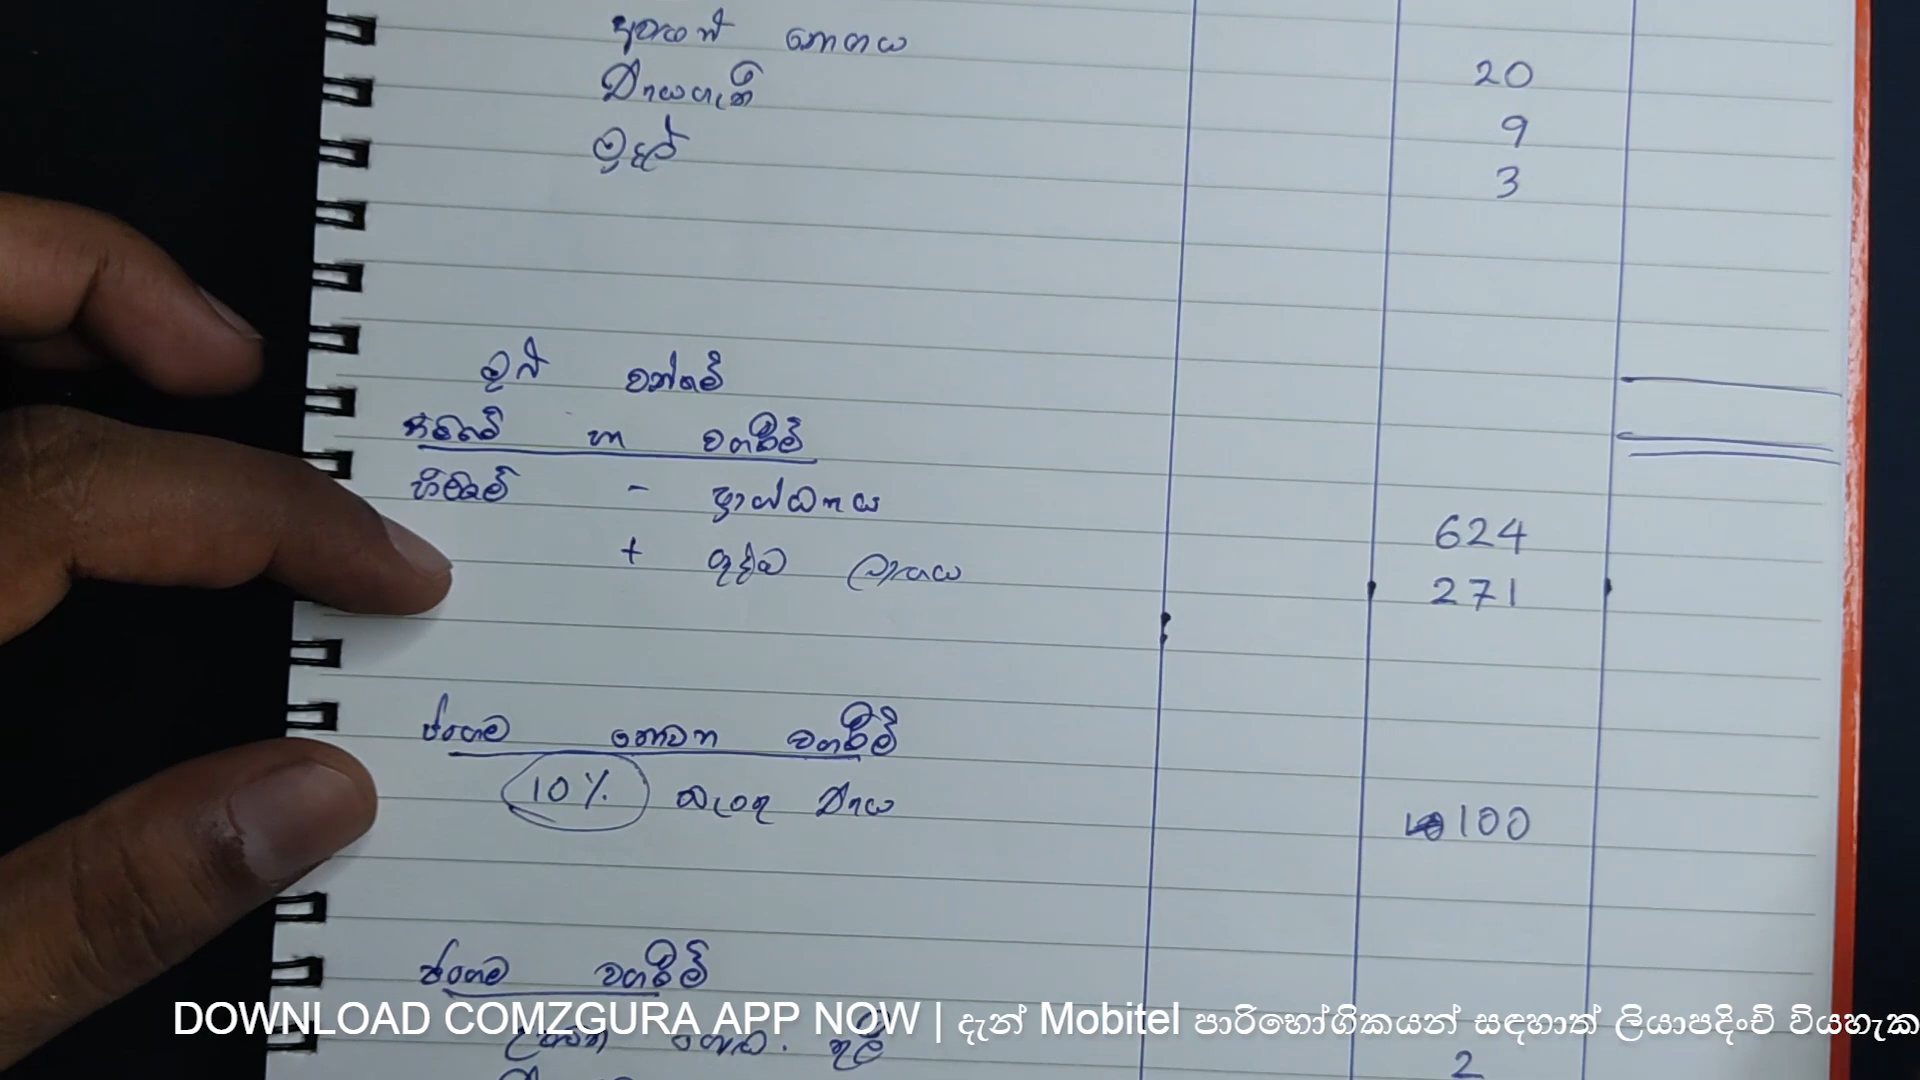 අවසන් තොගය 20
ණයගැති 9
මුදල් 3
මුළු වත්කම්
හිමිකම් හා වගකීම්
හිමිකම් - ප්‍රාග්ධනය 624
+ ශුද්ධ ලාභය 271
ජංගම නොවන වගකීම්
10% බැංකු ණය 100
ජංගම වගකීම්
DOWNLOAD COMZGURA APP NOW | දැන් Mobitel පාරිභෝගිකයන් සඳහාත් ලියාපදිංචි වියහැක
2